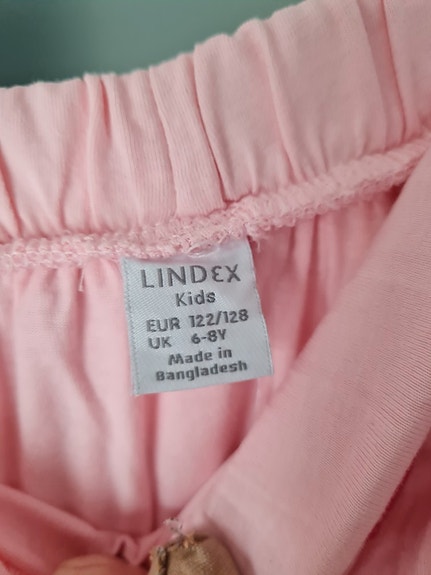 LINDEX
Kids
EUR 122/128
UK 6-8Y
Made in
Bangladesh